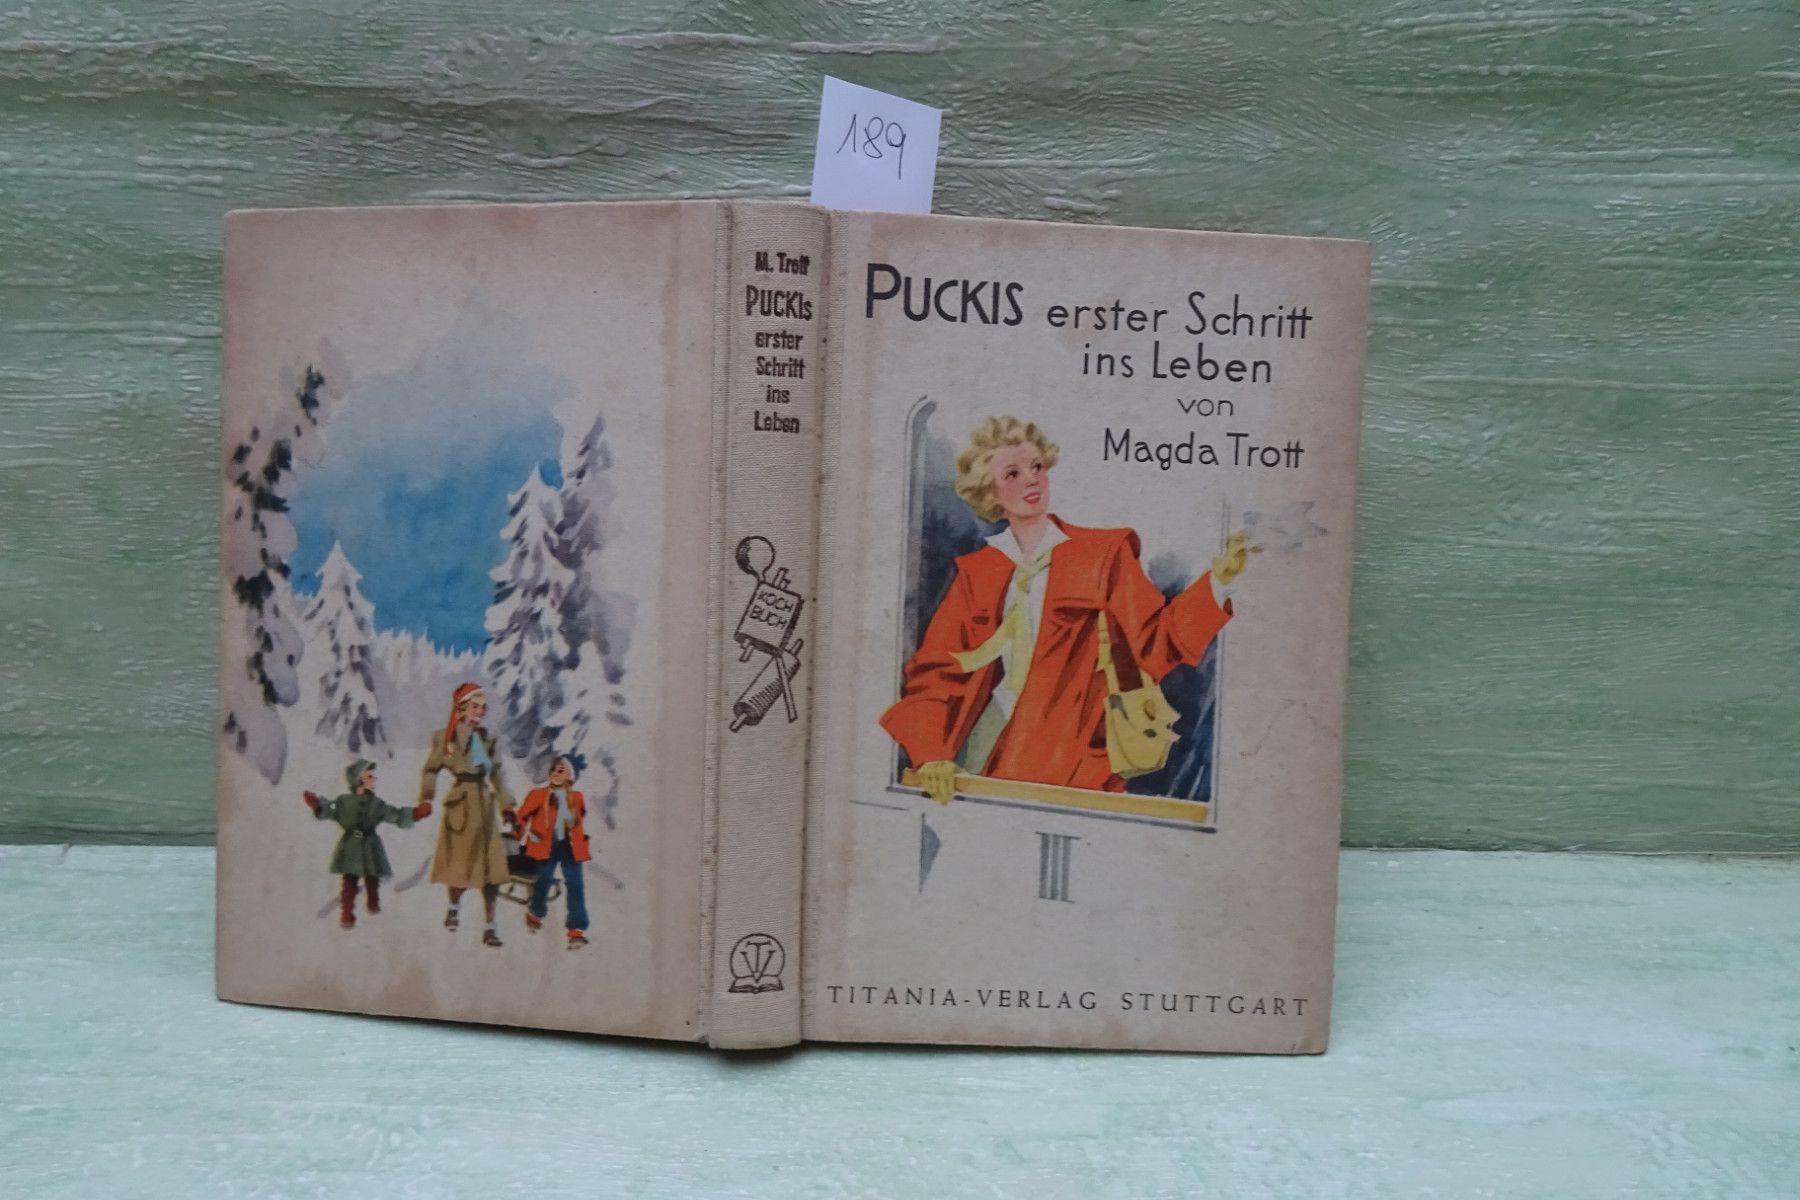 189
M. Trott
PUCKIs
erster
Schritt
ins
Leben
KOCH
BUCH
TV
PUCKIS erster Schritt
ins Leben
von
Magda Trott
III
TITANIA-VERLAG STUTTGART